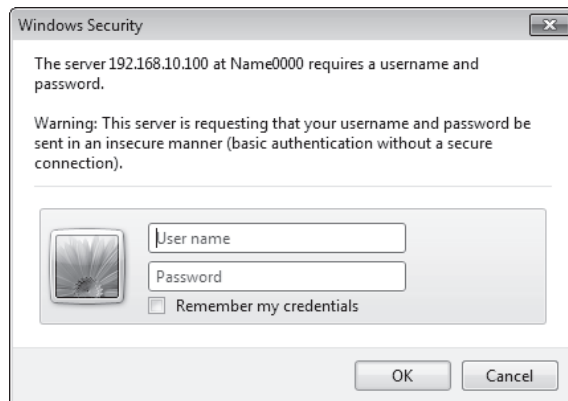 Windows Security
The server 192.168.10.100 at Name0000 requires a username and
password.
Warning: This server is requesting that your username and password be
sent in an insecure manner (basic authentication without a secure
connection).
User name
Password
Remember my credentials
OK
Cancel